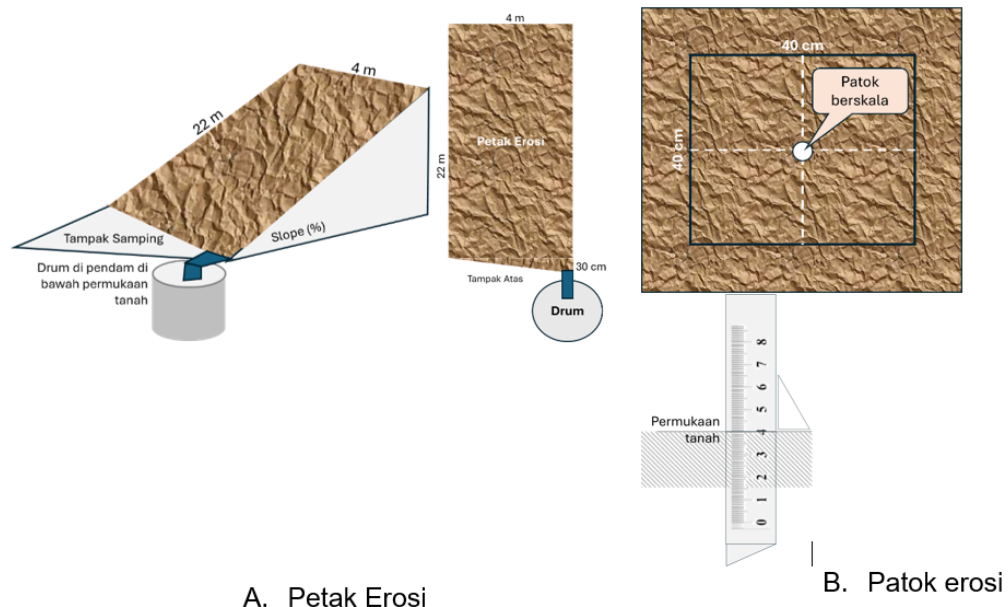 22 m
4 m
Tampak Samping
Slope (%)
Drum di pendam di
bawah permukaan
tanah
4 m
22 m
Petak Erosi
Tampak Atas
30 cm
Drum
40 cm
40 cm
Patok
berskala
Permukaan
tanah
8
7
6
5
4
3
2
1
0
A. Petak Erosi
B. Patok erosi